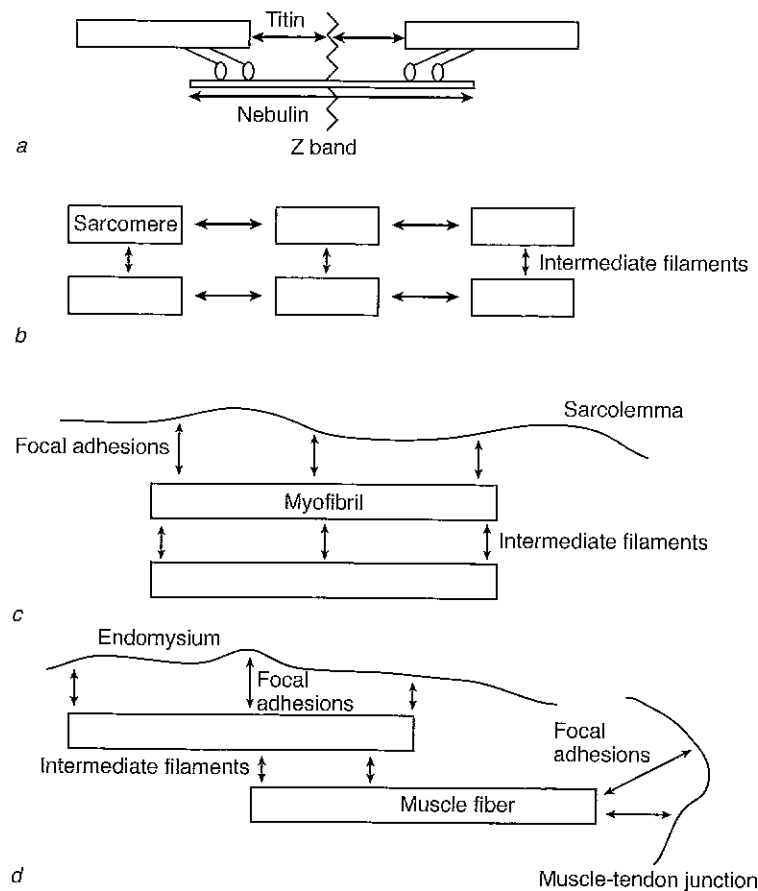 Titin
Nebulin
Z band
a
Sarcomere
Intermediate filaments
b
Sarcolemma
Focal adhesions
Myofibril
Intermediate filaments
c
Endomysium
Focal
adhesions
Focal
adhesions
Intermediate filaments
Muscle fiber
d
Muscle-tendon junction